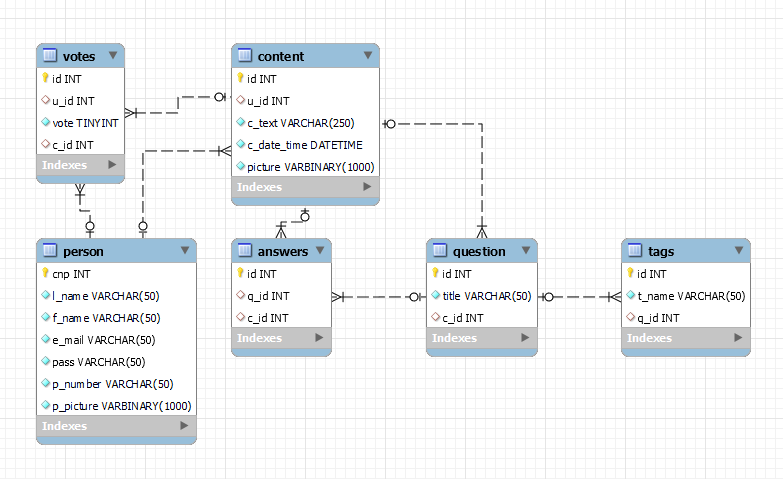 votes
id INT
u_id INT
vote TINYINT
c_id INT
Indexes
content
id INT
u_id INT
c_text VARCHAR(250)
c_date_time DATETIME
picture VARBINARY(1000)
person
cnp INT
l_name VARCHAR(50)
f_name VARCHAR(50)
e_mail VARCHAR(50)
pass VARCHAR(50)
p_number VARCHAR(50)
p_picture VARBINARY(1000)
Indexes
answers
id INT
q_id INT
c_id INT
Indexes
question
id INT
title VARCHAR(50)
c_id INT
Indexes
tags
id INT
t_name VARCHAR(50)
q_id INT
Indexes